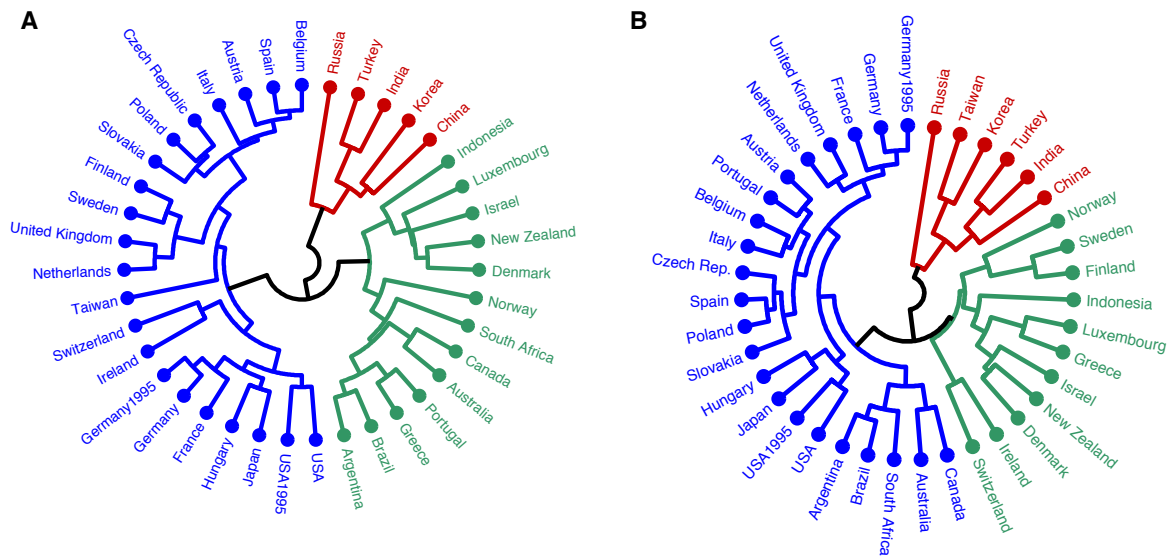 A
Belgium
Russia
Turkey
India
Korea
China
Indonesia
Luxembourg
Israel
New Zealand
Denmark
Norway
South Africa
Canada
Australia
Portugal
Greece
Brazil
Argentina
USA
USA1995
Japan
Hungary
France
Germany
Germany1995
Ireland
Switzerland
Taiwan
Netherlands
United Kingdom
Sweden
Finland
Slovakia
Poland
Czech Republic
Italy
Austria
Spain
B
Germany1995
Russia
Taiwan
Korea
Turkey
India
China
Norway
Sweden
Finland
Indonesia
Luxembourg
Greece
Israel
New Zealand
Denmark
Ireland
Switzerland
Canada
Australia
South Africa
Brazil
Argentina
USA
USA1995
Japan
Hungary
Slovakia
Poland
Spain
Czech Rep.
Italy
Belgium
Portugal
Austria
Netherlands
United Kingdom
France
Germany